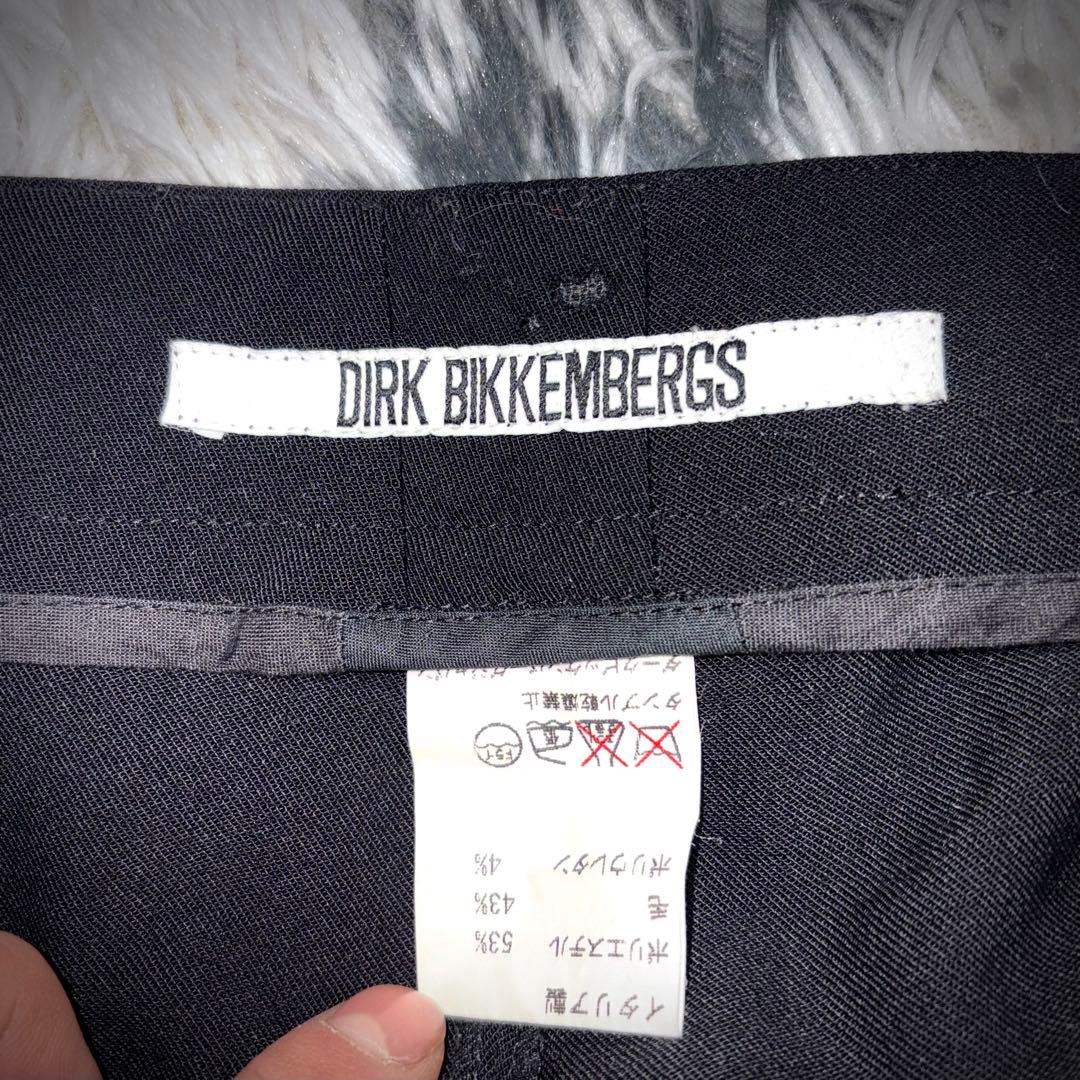 DIRK BIKKEMBERGS
イタリア製
ポリエステル 53%
毛 43%
ポリウレタン 4%
タンブル乾燥禁止